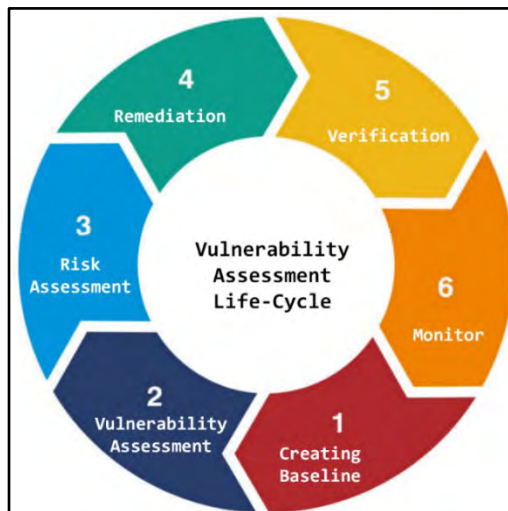 Vulnerability
Assessment
Life-Cycle
1
Creating
Baseline
2
Vulnerability
Assessment
3
Risk
Assessment
4
Remediation
5
Verification
6
Monitor